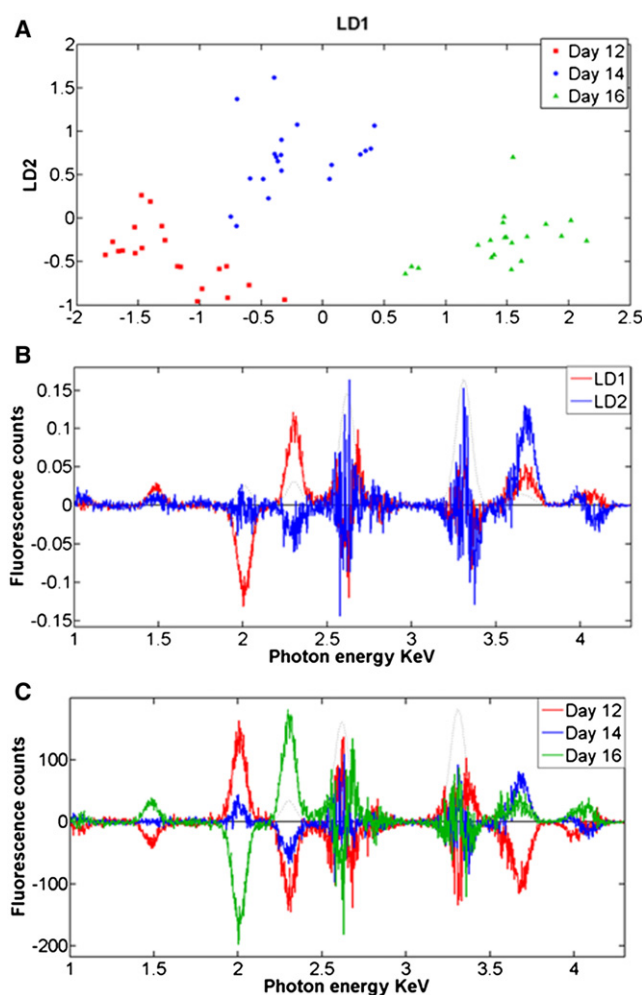 A
LD1
LD2
2
1.5
1
0.5
0
-0.5
-1
-2 -1.5 -1 -0.5 0 0.5 1 1.5 2 2.5
Day 12
Day 14
Day 16
B
Fluorescence counts
0.15
0.1
0.05
0
-0.05
-0.1
-0.15
1 1.5 2 2.5 3 3.5 4
Photon energy KeV
LD1
LD2
C
Fluorescence counts
100
0
-100
-200
1.0 1.5 2 2.5 3 3.5 4
Photon energy KeV
Day 12
Day 14
Day 16